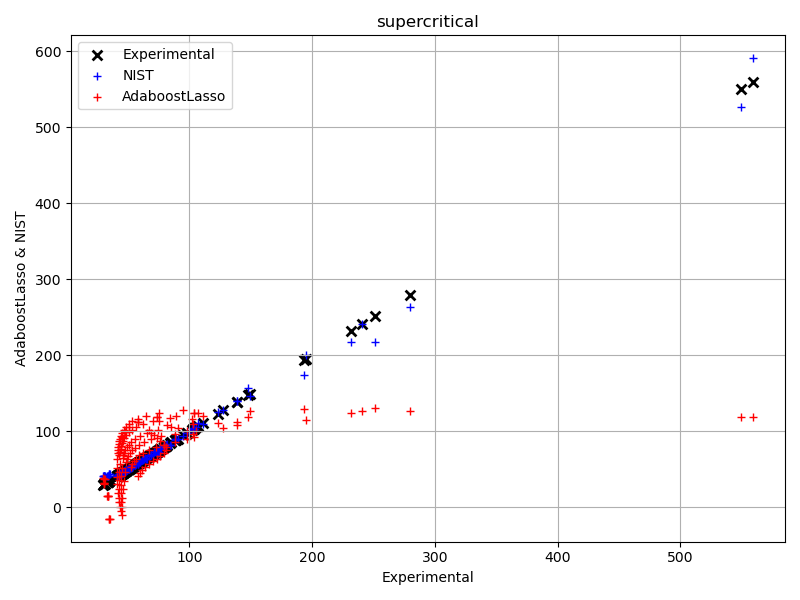 supercritical
Experimental
NIST
AdaboostLasso
AdaboostLasso & NIST
600
500
400
300
200
100
0
100 200 300 400 500
Experimental